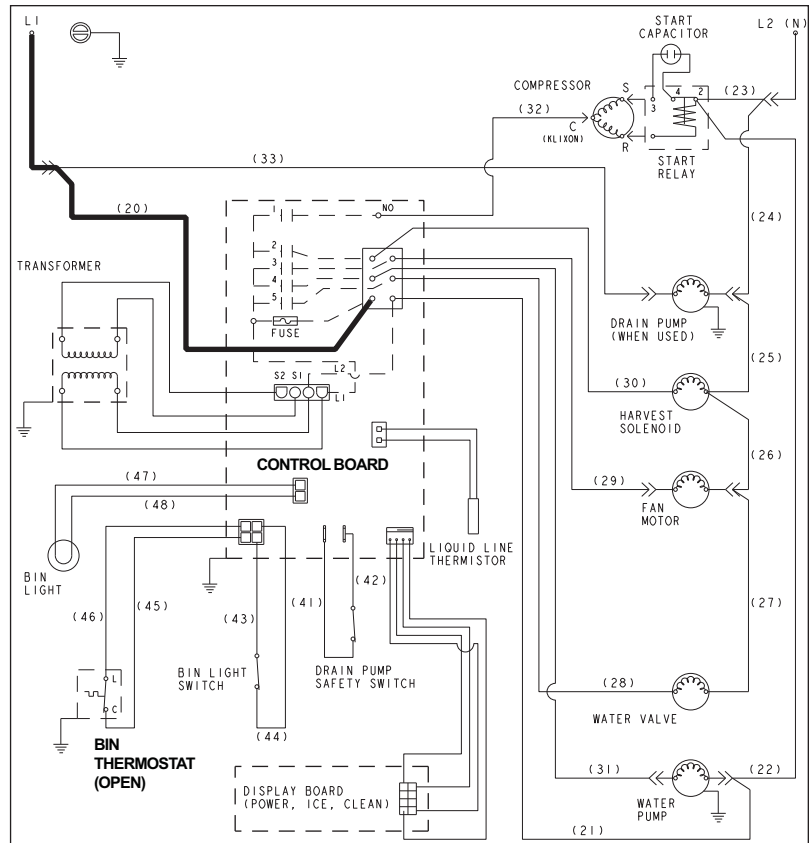 L1
START
CAPACITOR
L2 (N)
COMPRESSOR
S
4
2
(23)
(32)
3
C
(KLIXON)
R
START
RELAY
(33)
(20)
1
NO
(24)
2
3
4
5
TRANSFORMER
FUSE
DRAIN PUMP
(WHEN USED)
L2
(25)
S2 S1
L1
(30)
HARVEST
SOLENOID
CONTROL BOARD
(26)
(47)
(29)
(48)
FAN
MOTOR
LIQUID LINE
THERMISTOR
BIN
LIGHT
(42)
(46)
(45)
(43)
(41)
(27)
L
C
BIN LIGHT
SWITCH
DRAIN PUMP
SAFETY SWITCH
(28)
WATER VALVE
(44)
BIN
THERMOSTAT
(OPEN)
DISPLAY BOARD
(POWER, ICE, CLEAN)
(31)
(22)
WATER
PUMP
(21)